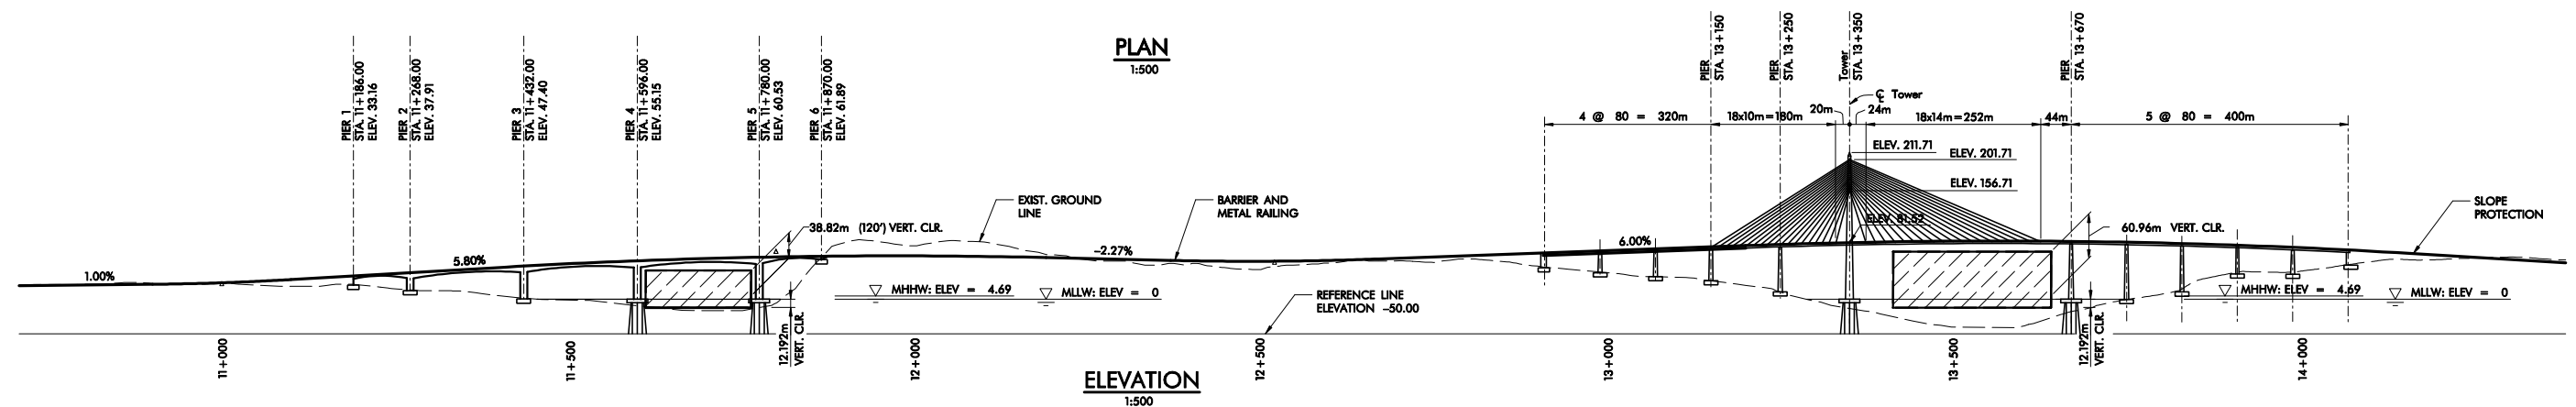 PLAN
1:500
PIER 1
STA. 11+186.00
ELEV. 33.16
PIER 2
STA. 11+268.00
ELEV. 37.91
PIER 3
STA. 11+432.00
ELEV. 47.40
PIER 4
STA. 11+596.00
ELEV. 55.15
PIER 5
STA. 11+780.00
ELEV. 60.53
PIER 6
STA. 11+870.00
ELEV. 61.89
PIER
STA. 13+150
PIER
STA. 13+250
Tower
STA. 13+350
PIER
STA. 13+670
℄ Tower
4 @ 80 = 320m
18x10m=180m
20m
24m
18x14m=252m
44m
5 @ 80 = 400m
ELEV. 211.71
ELEV. 201.71
ELEV. 156.71
ELEV. 81.52
EXIST. GROUND
LINE
BARRIER AND
METAL RAILING
SLOPE
PROTECTION
38.82m (120') VERT. CLR.
60.96m VERT. CLR.
1.00%
5.80%
–2.27%
6.00%
MHHW: ELEV = 4.69
MLLW: ELEV = 0
REFERENCE LINE
ELEVATION –50.00
MHHW: ELEV = 4.69
MLLW: ELEV = 0
12.192m
VERT. CLR.
12.192m
VERT. CLR.
11+000
11+500
12+000
12+500
13+000
13+500
14+000
ELEVATION
1:500